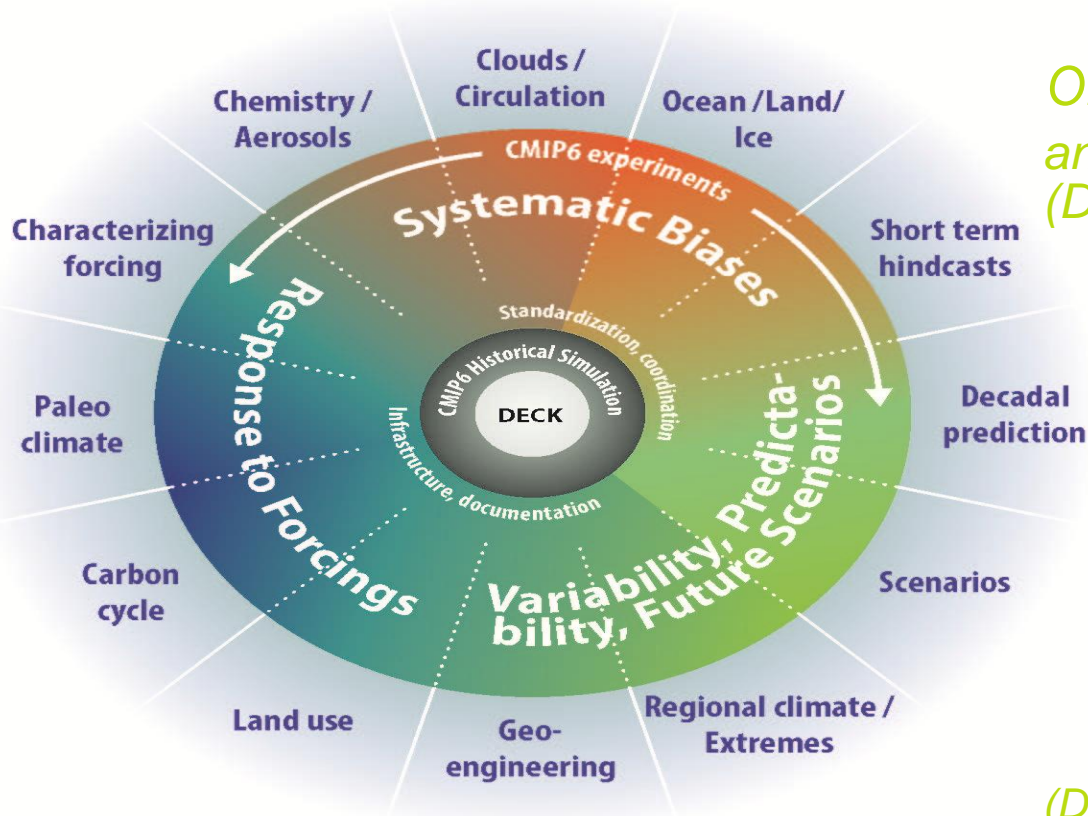 Clouds /
Circulation
Ocean /Land/
Ice
Short term
hindcasts
Decadal
prediction
Scenarios
Regional climate /
Extremes
Geo-
engineering
Land use
Carbon
cycle
Paleo
climate
Characterizing
forcing
Chemistry /
Aerosols
CMIP6 experiments
Systematic Biases
Response to Forcings
Variability, Predicta-
bility, Future Scenarios
Standardization, coordination
Infrastructure, documentation
CMIP6 Historical Simulation
DECK
(D